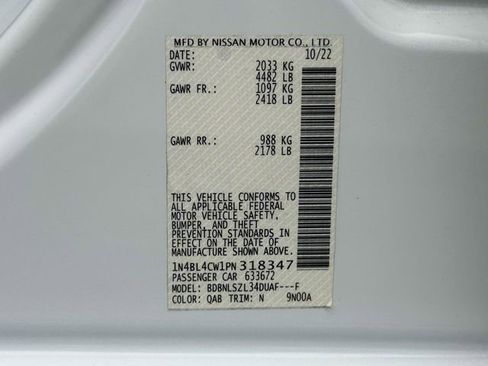 MFD BY NISSAN MOTOR CO., LTD.
DATE: 10/22
GVWR: 2033 KG
4482 LB
GAWR FR.: 1097 KG
2418 LB
GAWR RR.: 988 KG
2178 LB
THIS VEHICLE CONFORMS TO
ALL APPLICABLE FEDERAL
MOTOR VEHICLE SAFETY,
BUMPER, AND THEFT
PREVENTION STANDARDS IN
EFFECT ON THE DATE OF
MANUFACTURE SHOWN ABOVE.
1N4BL4CW1PN318347
PASSENGER CAR 633672
MODEL: BDBNLSZL34DUAF---F
COLOR: QAB TRIM: N 9N00A